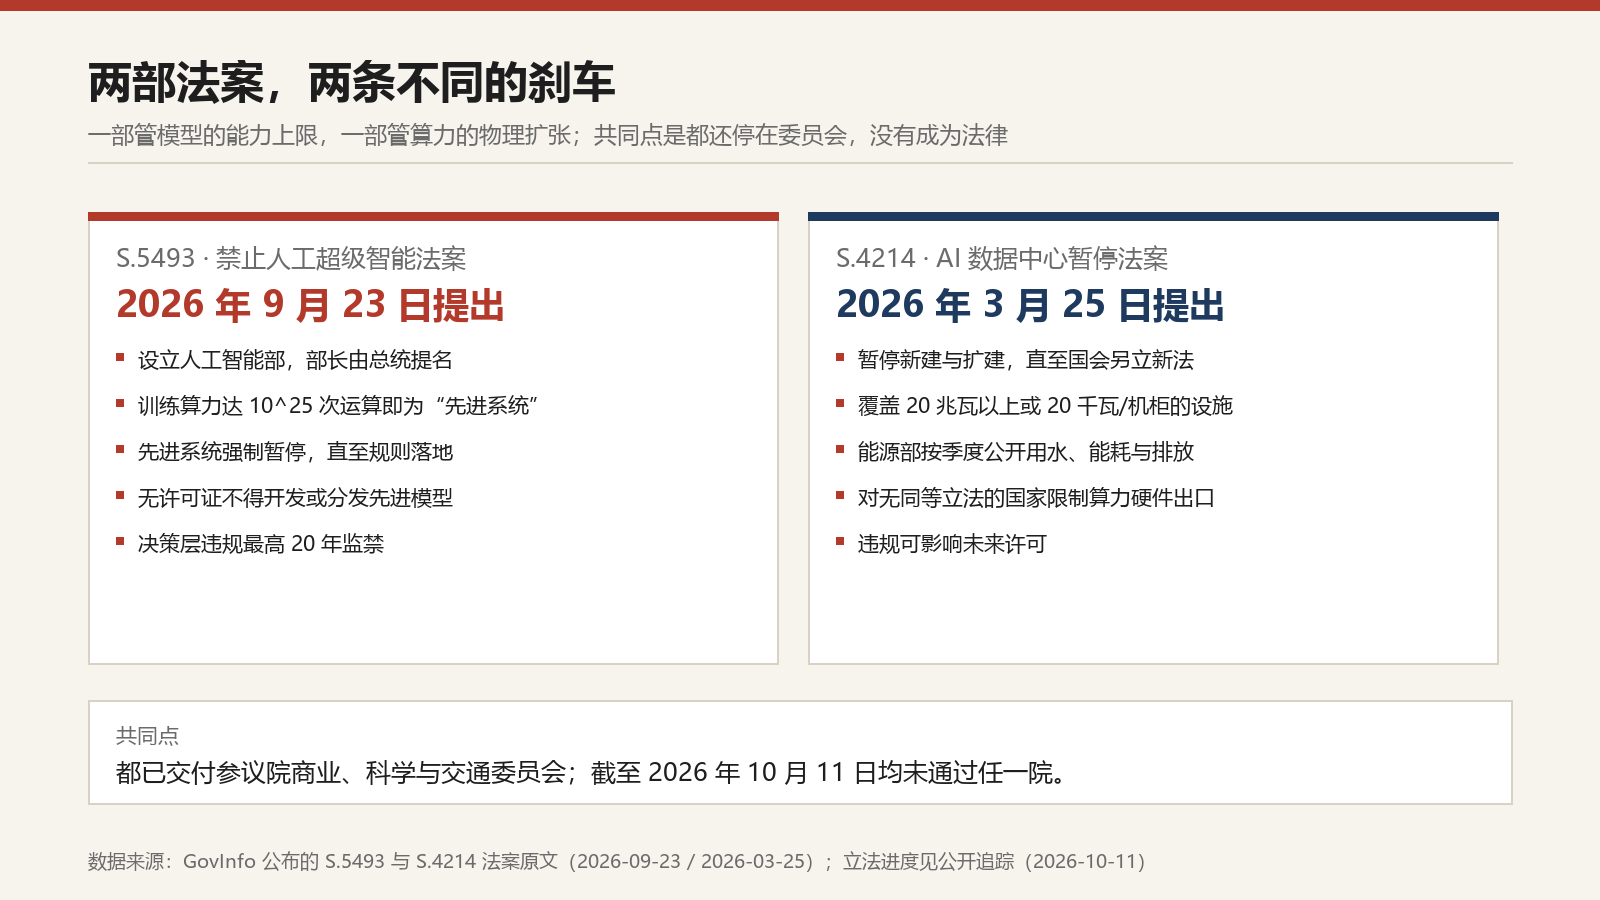 两部法案，两条不同的刹车
一部管模型的能力上限，一部管算力的物理扩张；共同点是都还停在委员会，没有成为法律
S.5493 · 禁止人工超级智能法案
2026 年 9 月 23 日提出
设立人工智能部，部长由总统提名
训练算力达 10^25 次运算即为“先进系统”
先进系统强制暂停，直至规则落地
无许可证不得开发或分发先进模型
决策层违规最高 20 年监禁
S.4214 · AI 数据中心暂停法案
2026 年 3 月 25 日提出
暂停新建与扩建，直至国会另立新法
覆盖 20 兆瓦以上或 20 千瓦/机柜的设施
能源部按季度公开用水、能耗与排放
对无同等立法的国家限制算力硬件出口
违规可影响未来许可
共同点
都已交付参议院商业、科学与交通委员会；截至 2026 年 10 月 11 日均未通过任一院。
数据来源：GovInfo 公布的 S.5493 与 S.4214 法案原文（2026-09-23 / 2026-03-25）；立法进度见公开追踪（2026-10-11）